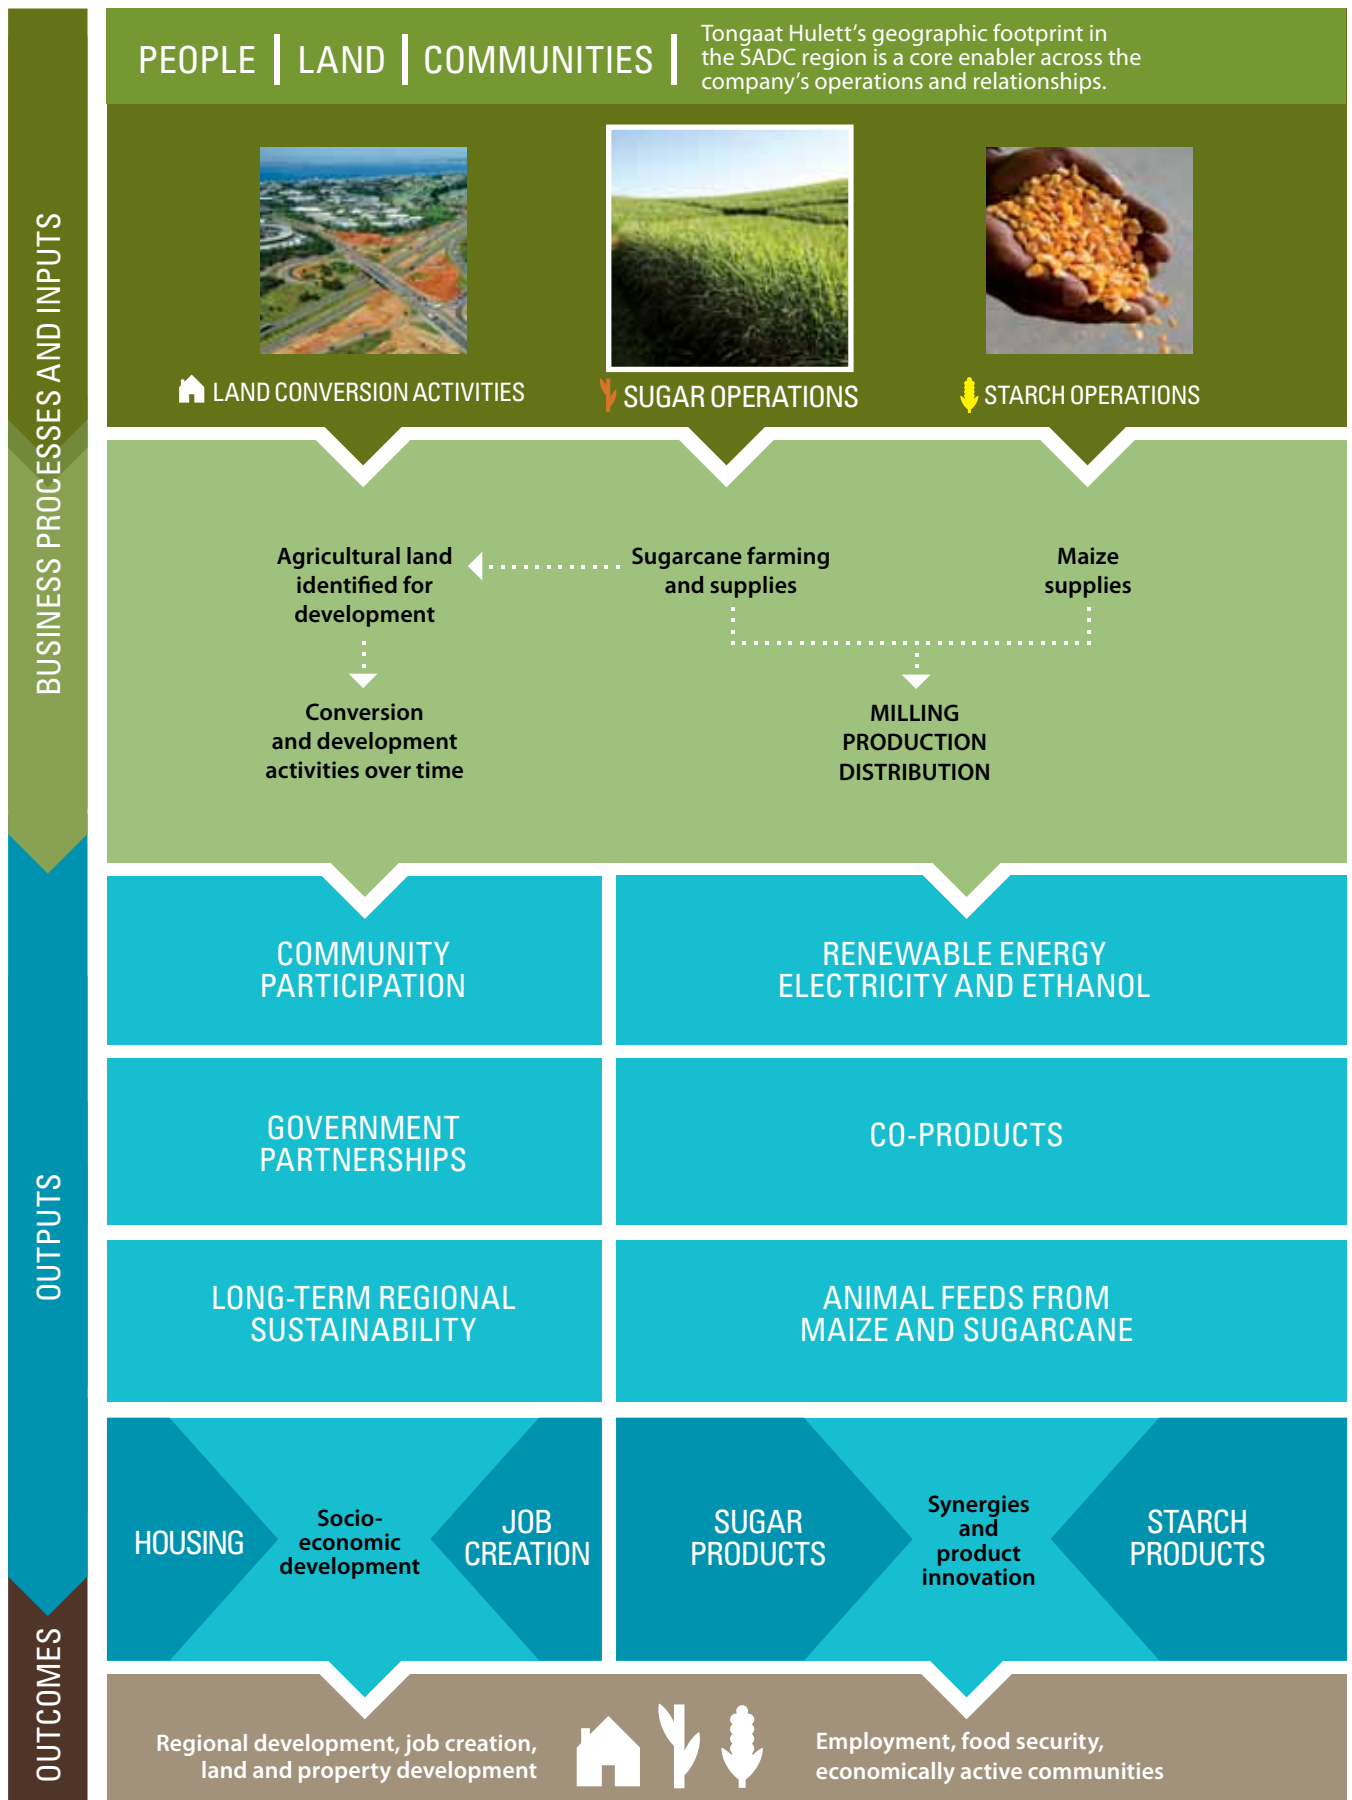 PEOPLE | LAND | COMMUNITIES |
Tongaat Hulett’s geographic footprint in
the SADC region is a core enabler across the
company’s operations and relationships.
BUSINESS PROCESSES AND INPUTS
LAND CONVERSION ACTIVITIES
SUGAR OPERATIONS
STARCH OPERATIONS
Agricultural land
identified for
development
Sugarcane farming
and supplies
Maize
supplies
Conversion
and development
activities over time
MILLING
PRODUCTION
DISTRIBUTION
OUTPUTS
COMMUNITY
PARTICIPATION
RENEWABLE ENERGY
ELECTRICITY AND ETHANOL
GOVERNMENT
PARTNERSHIPS
CO-PRODUCTS
LONG-TERM REGIONAL
SUSTAINABILITY
ANIMAL FEEDS FROM
MAIZE AND SUGARCANE
HOUSING
Socio-
economic
development
JOB
CREATION
SUGAR
PRODUCTS
Synergies
and
product
innovation
STARCH
PRODUCTS
OUTCOMES
Regional development, job creation,
land and property development
Employment, food security,
economically active communities